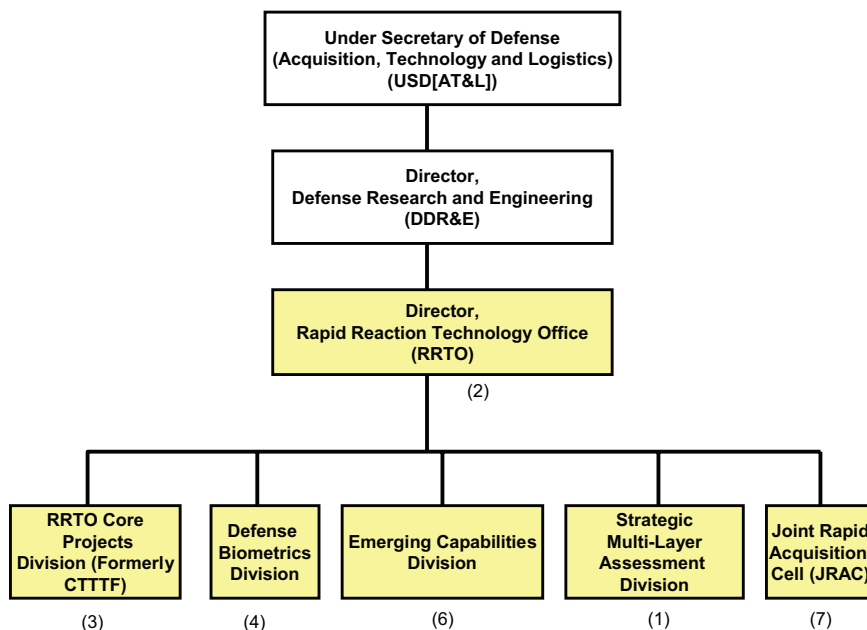 Under Secretary of Defense
(Acquisition, Technology and Logistics)
(USD[AT&L])
Director,
Defense Research and Engineering
(DDR&E)
Director,
Rapid Reaction Technology Office
(RRTO)
(2)
RRTO Core
Projects
Division (Formerly
CTTTF)
(3)
Defense
Biometrics
Division
(4)
Emerging Capabilities
Division
(6)
Strategic
Multi-Layer
Assessment
Division
(1)
Joint Rapid
Acquisition
Cell (JRAC)
(7)